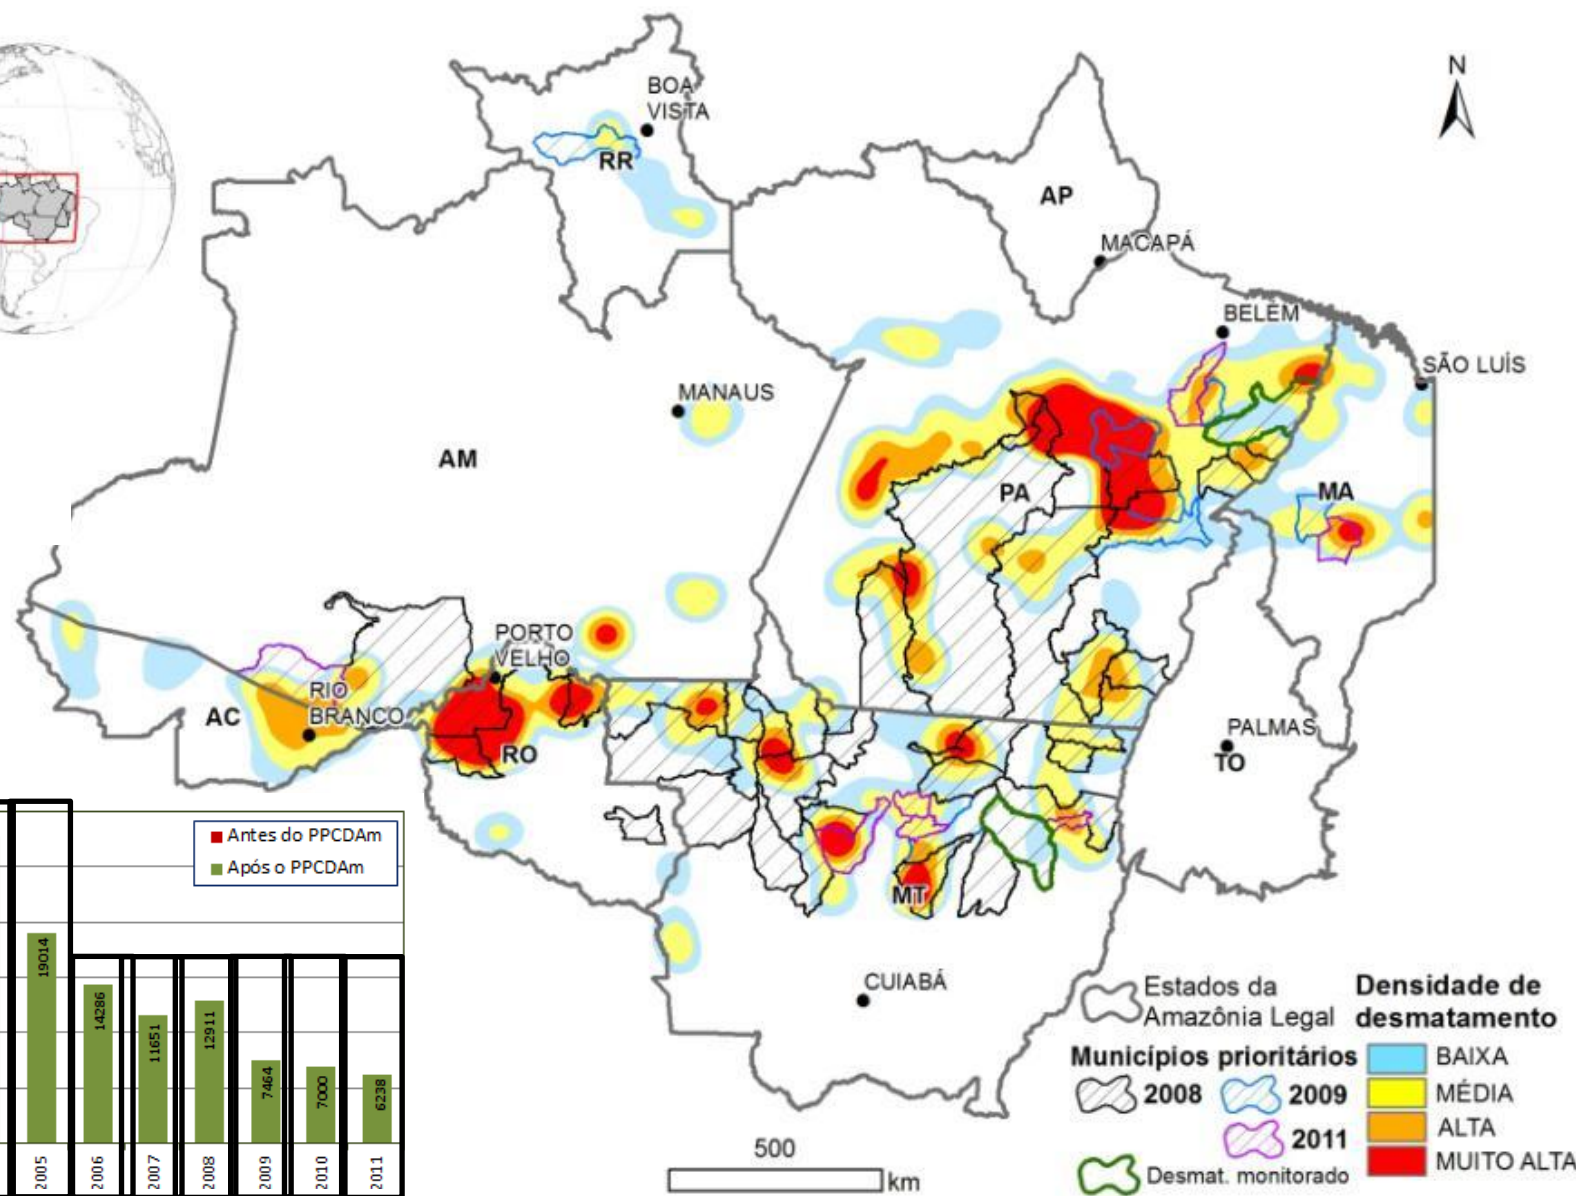 N
BOA
VISTA
RR
AP
MACAPÁ
BELÉM
SÃO LUÍS
MANAUS
AM
PA
MA
PORTO
VELHO
RIO
BRANCO
AC
RO
PALMAS
TO
MT
CUIABÁ
Antes do PPCDAm
Após o PPCDAm
19014
14286
11651
12911
7464
7000
6238
2005
2006
2007
2008
2009
2010
2011
500
km
Estados da
Amazônia Legal
Municípios prioritários
2008
2009
2011
Desmat. monitorado
Densidade de
desmatamento
BAIXA
MÉDIA
ALTA
MUITO ALTA